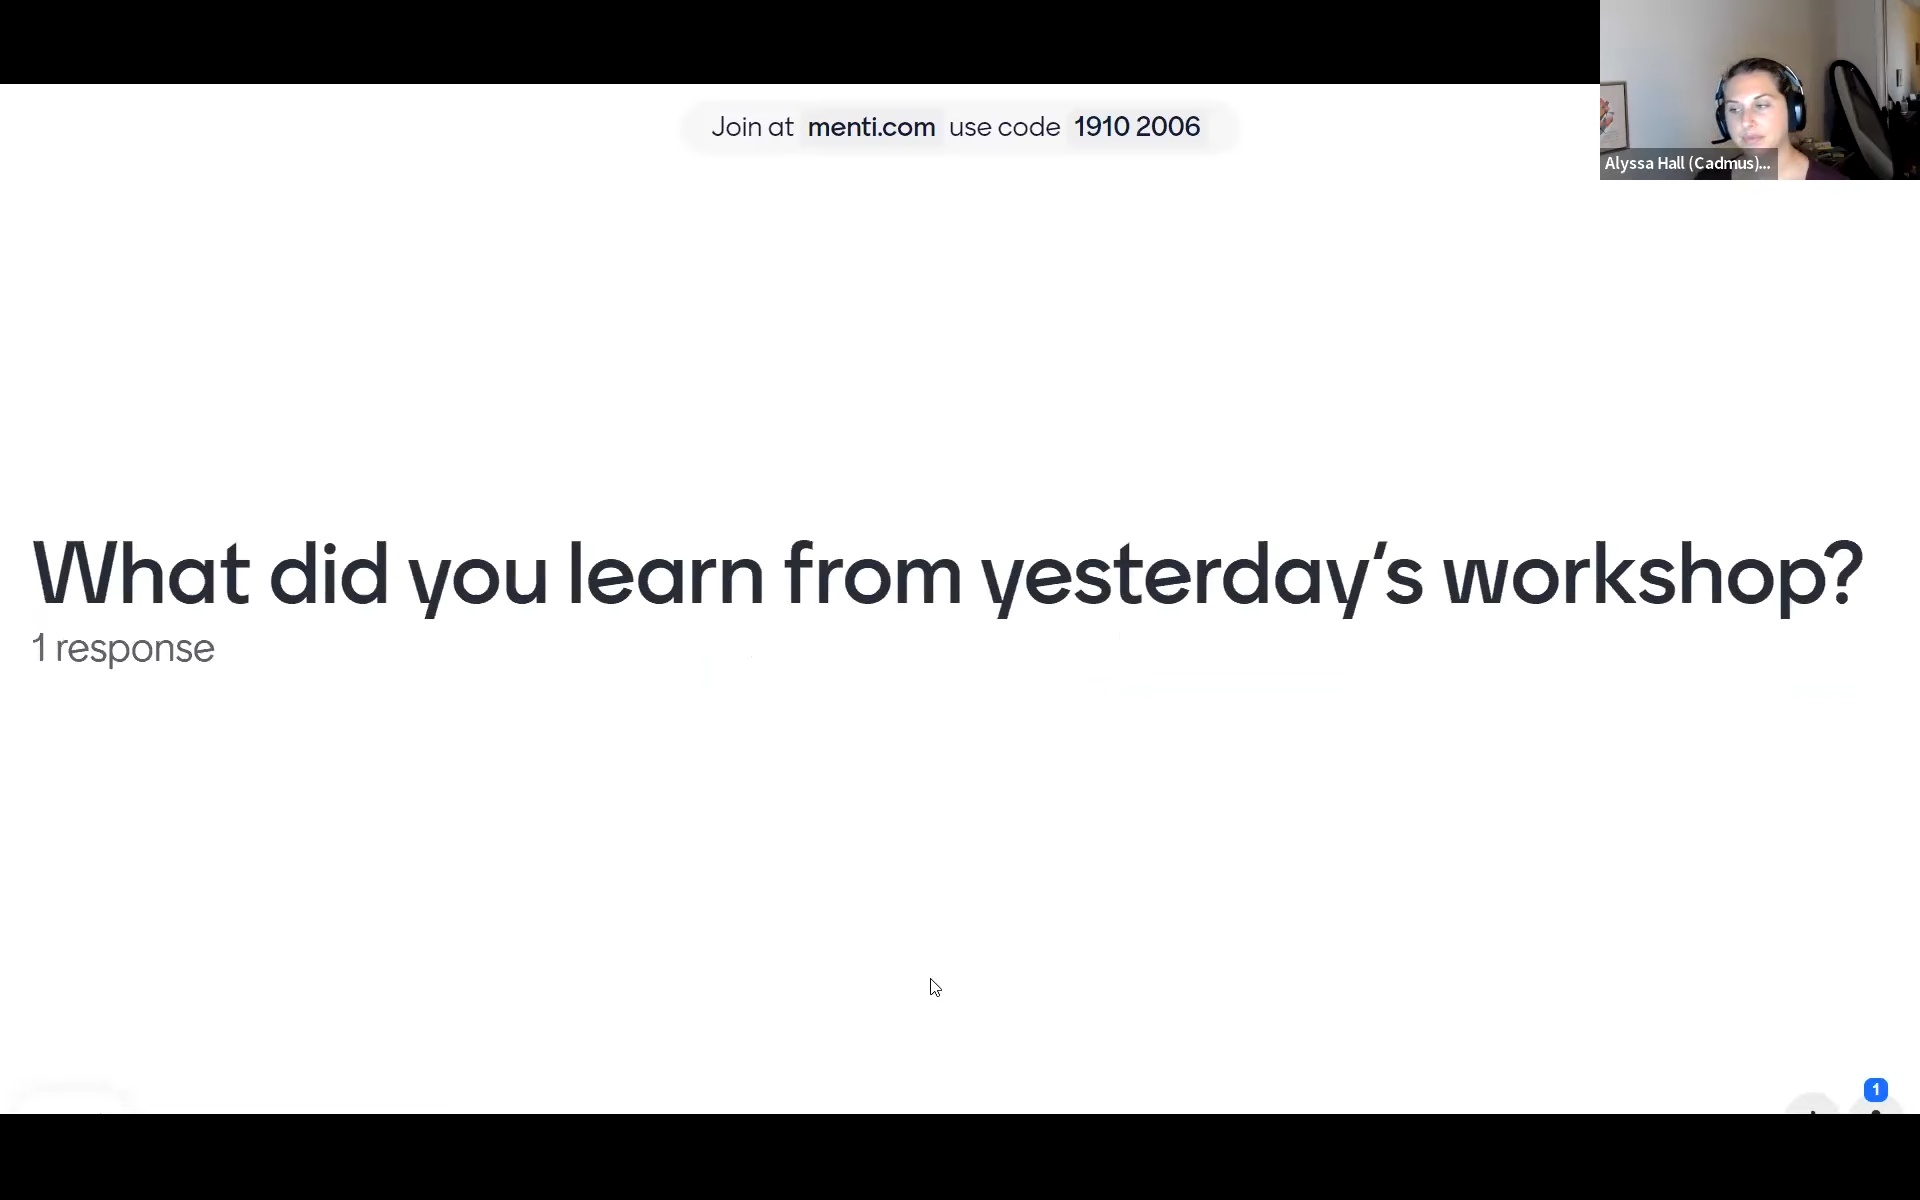 Join at menti.com use code 1910 2006
Alyssa Hall (Cadmus)...
What did you learn from yesterday's workshop?
1 response
1